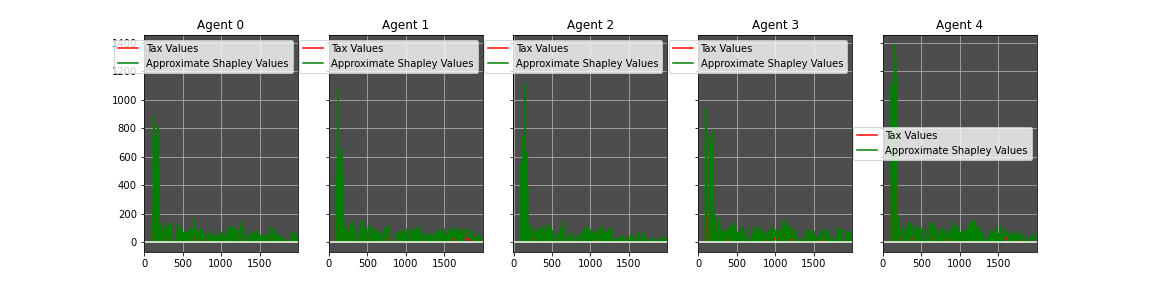 Agent 0
Agent 1
Agent 2
Agent 3
Agent 4
Tax Values
Approximate Shapley Values
Tax Values
Approximate Shapley Values
Tax Values
Approximate Shapley Values
Tax Values
Approximate Shapley Values
Tax Values
Approximate Shapley Values
1400
1200
1000
800
600
400
200
0
0 500 1000 1500
0 500 1000 1500
0 500 1000 1500
0 500 1000 1500
0 500 1000 1500